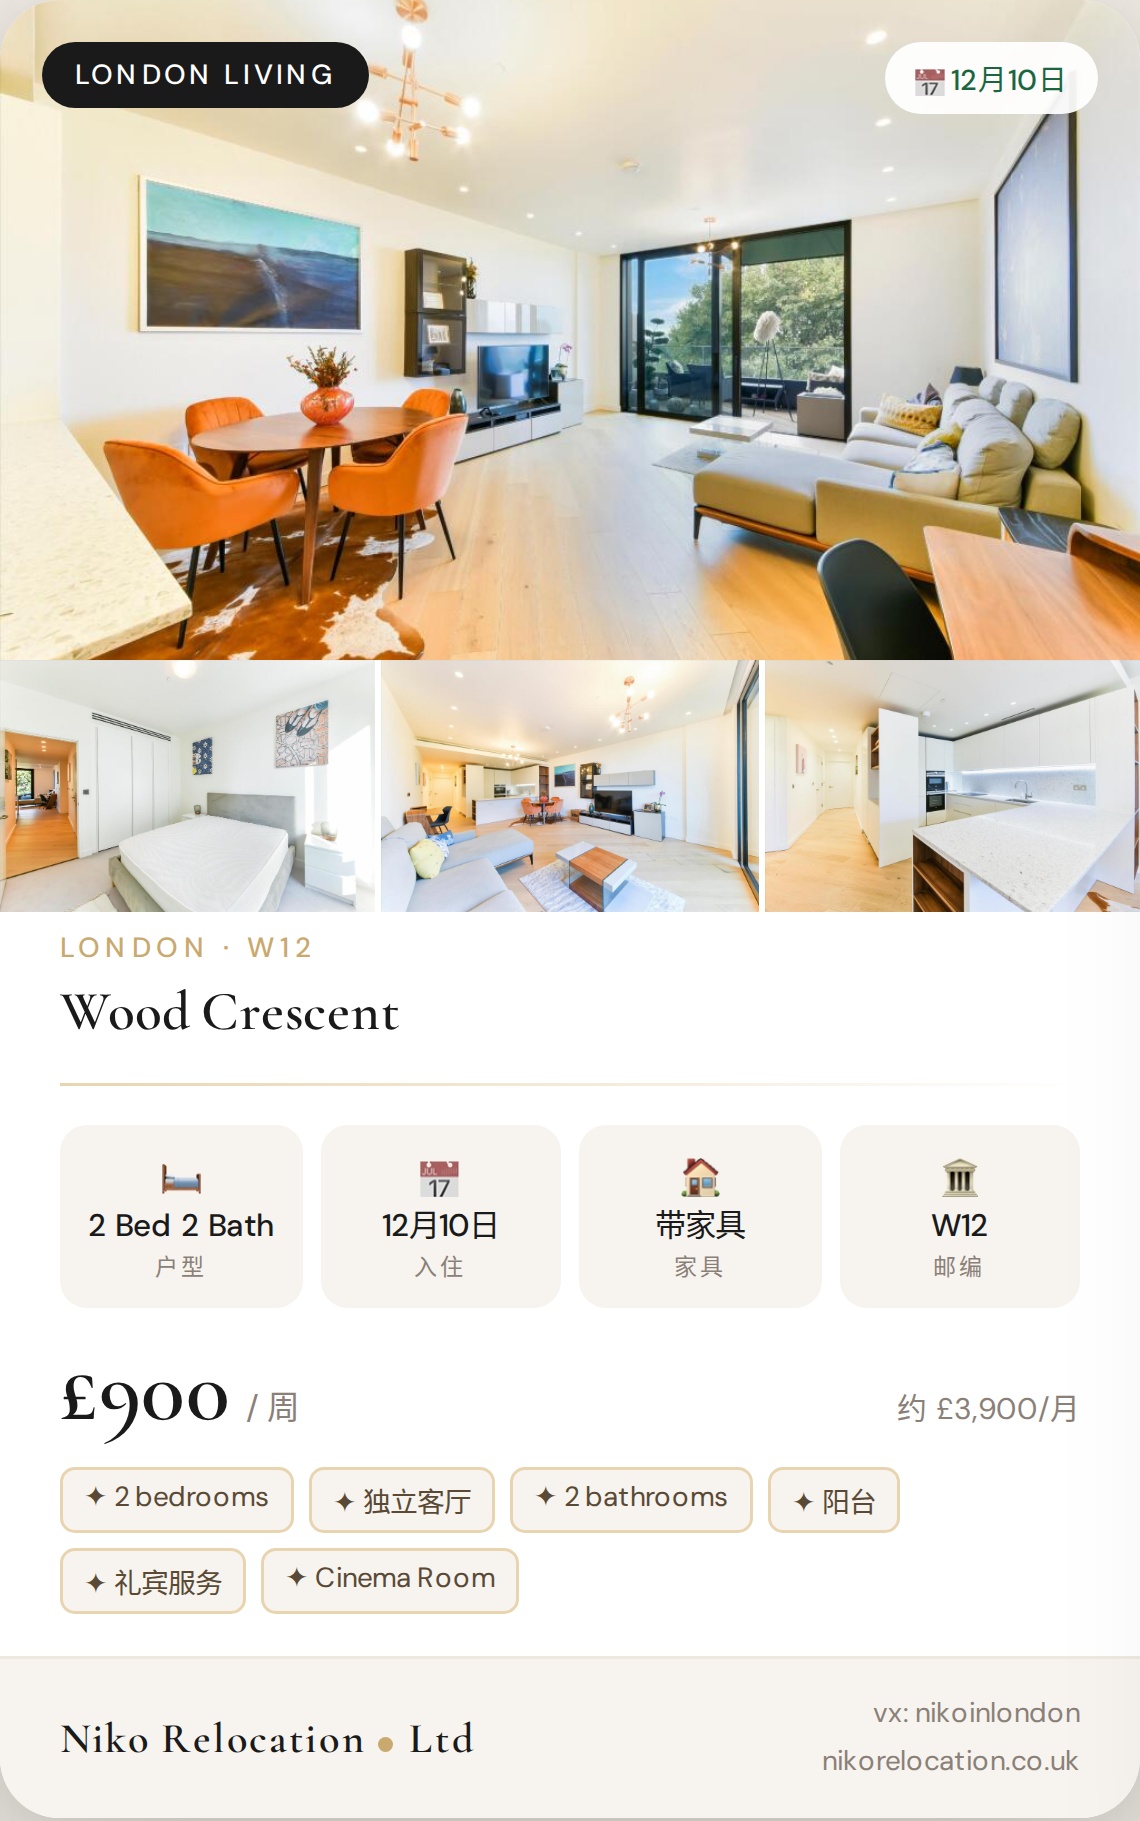 LONDON LIVING
12月10日
LONDON · W12
Wood Crescent
2 Bed 2 Bath
户型
12月10日
入住
带家具
家具
W12
邮编
£900 / 周
约 £3,900/月
✦ 2 bedrooms
✦ 独立客厅
✦ 2 bathrooms
✦ 阳台
✦ 礼宾服务
✦ Cinema Room
Niko Relocation • Ltd
vx: nikoinlondon
nikorelocation.co.uk